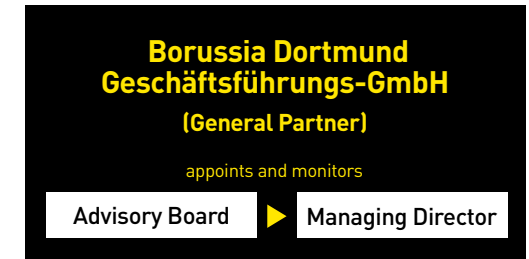 Borussia Dortmund
Geschäftsführungs-GmbH
(General Partner)
appoints and monitors
Advisory Board
Managing Director